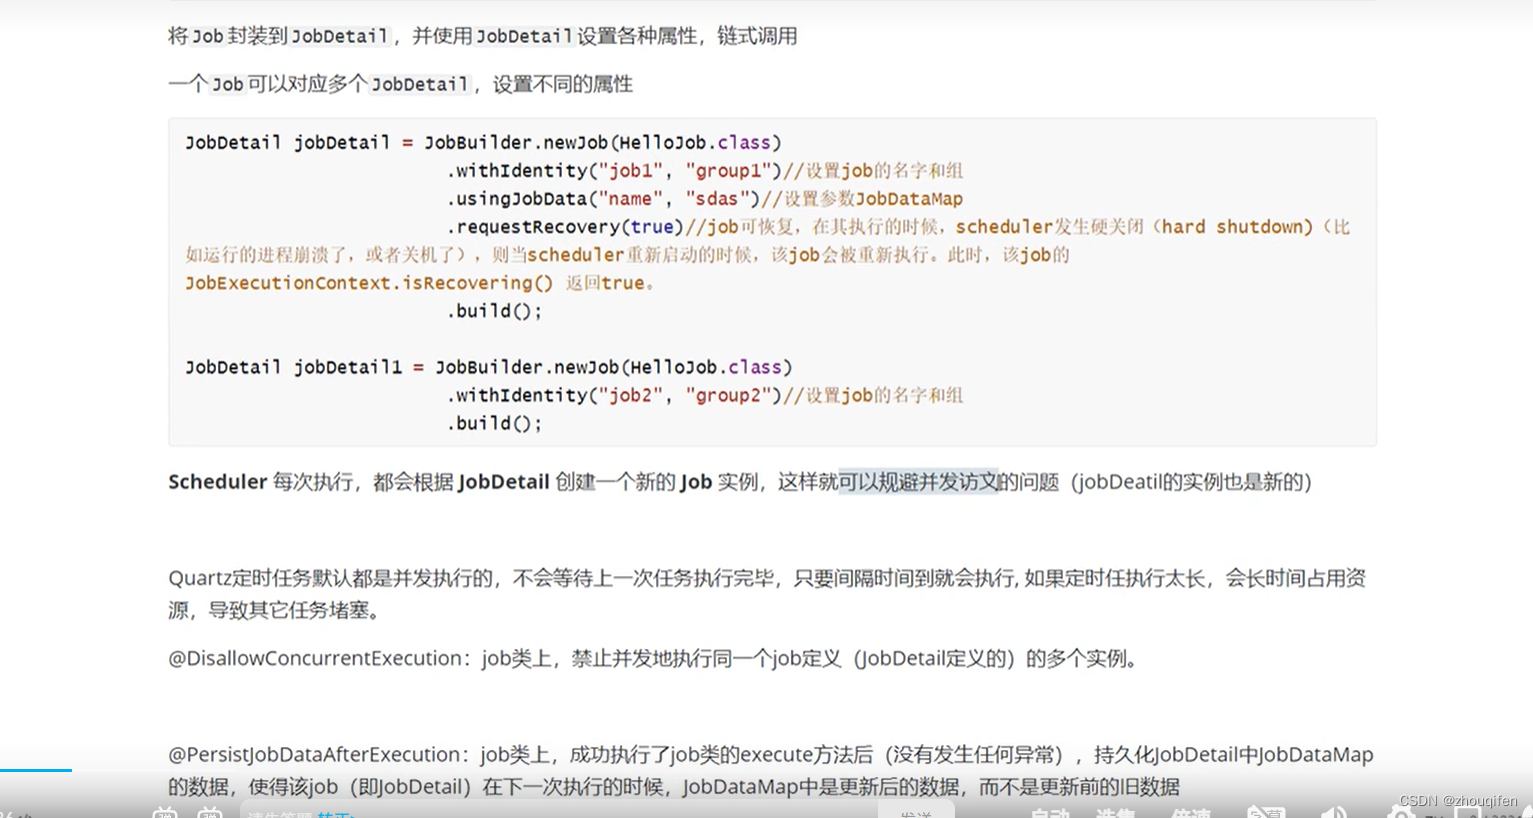 将Job封装到JobDetail，并使用JobDetail设置各种属性，链式调用
一个Job可以对应多个JobDetail，设置不同的属性
JobDetail jobDetail = JobBuilder.newJob(HelloJob.class)
.withIdentity("job1", "group1")//设置job的名字和组
.usingJobData("name", "sdas")//设置参数JobDataMap
.requestRecovery(true)//job可恢复，在其执行的时候，scheduler发生硬关闭（hard shutdown)（比
如运行的进程崩溃了，或者关机了），则当scheduler重新启动的时候，该job会被重新执行。此时，该job的
JobExecutionContext.isRecovering() 返回true。
.build();
JobDetail jobDetail1 = JobBuilder.newJob(HelloJob.class)
.withIdentity("job2", "group2")//设置job的名字和组
.build();
Scheduler 每次执行，都会根据 JobDetail 创建一个新的 Job 实例，这样就可以规避并发访文的问题（jobDeatil的实例也是新的）
Quartz定时任务默认都是并发执行的，不会等待上一次任务执行完毕，只要间隔时间到就会执行, 如果定时任执行太长，会长时间占用资
源，导致其它任务堵塞。
@DisallowConcurrentExecution：job类上，禁止并发地执行同一个job定义（JobDetail定义的）的多个实例。
@PersistJobDataAfterExecution：job类上，成功执行了job类的execute方法后（没有发生任何异常），持久化JobDetail中JobDataMap
的数据，使得该job（即JobDetail）在下一次执行的时候，JobDataMap中是更新后的数据，而不是更新前的旧数据
CSDN @zhouqifen
弹 弹 发送 自动 选集 倍速